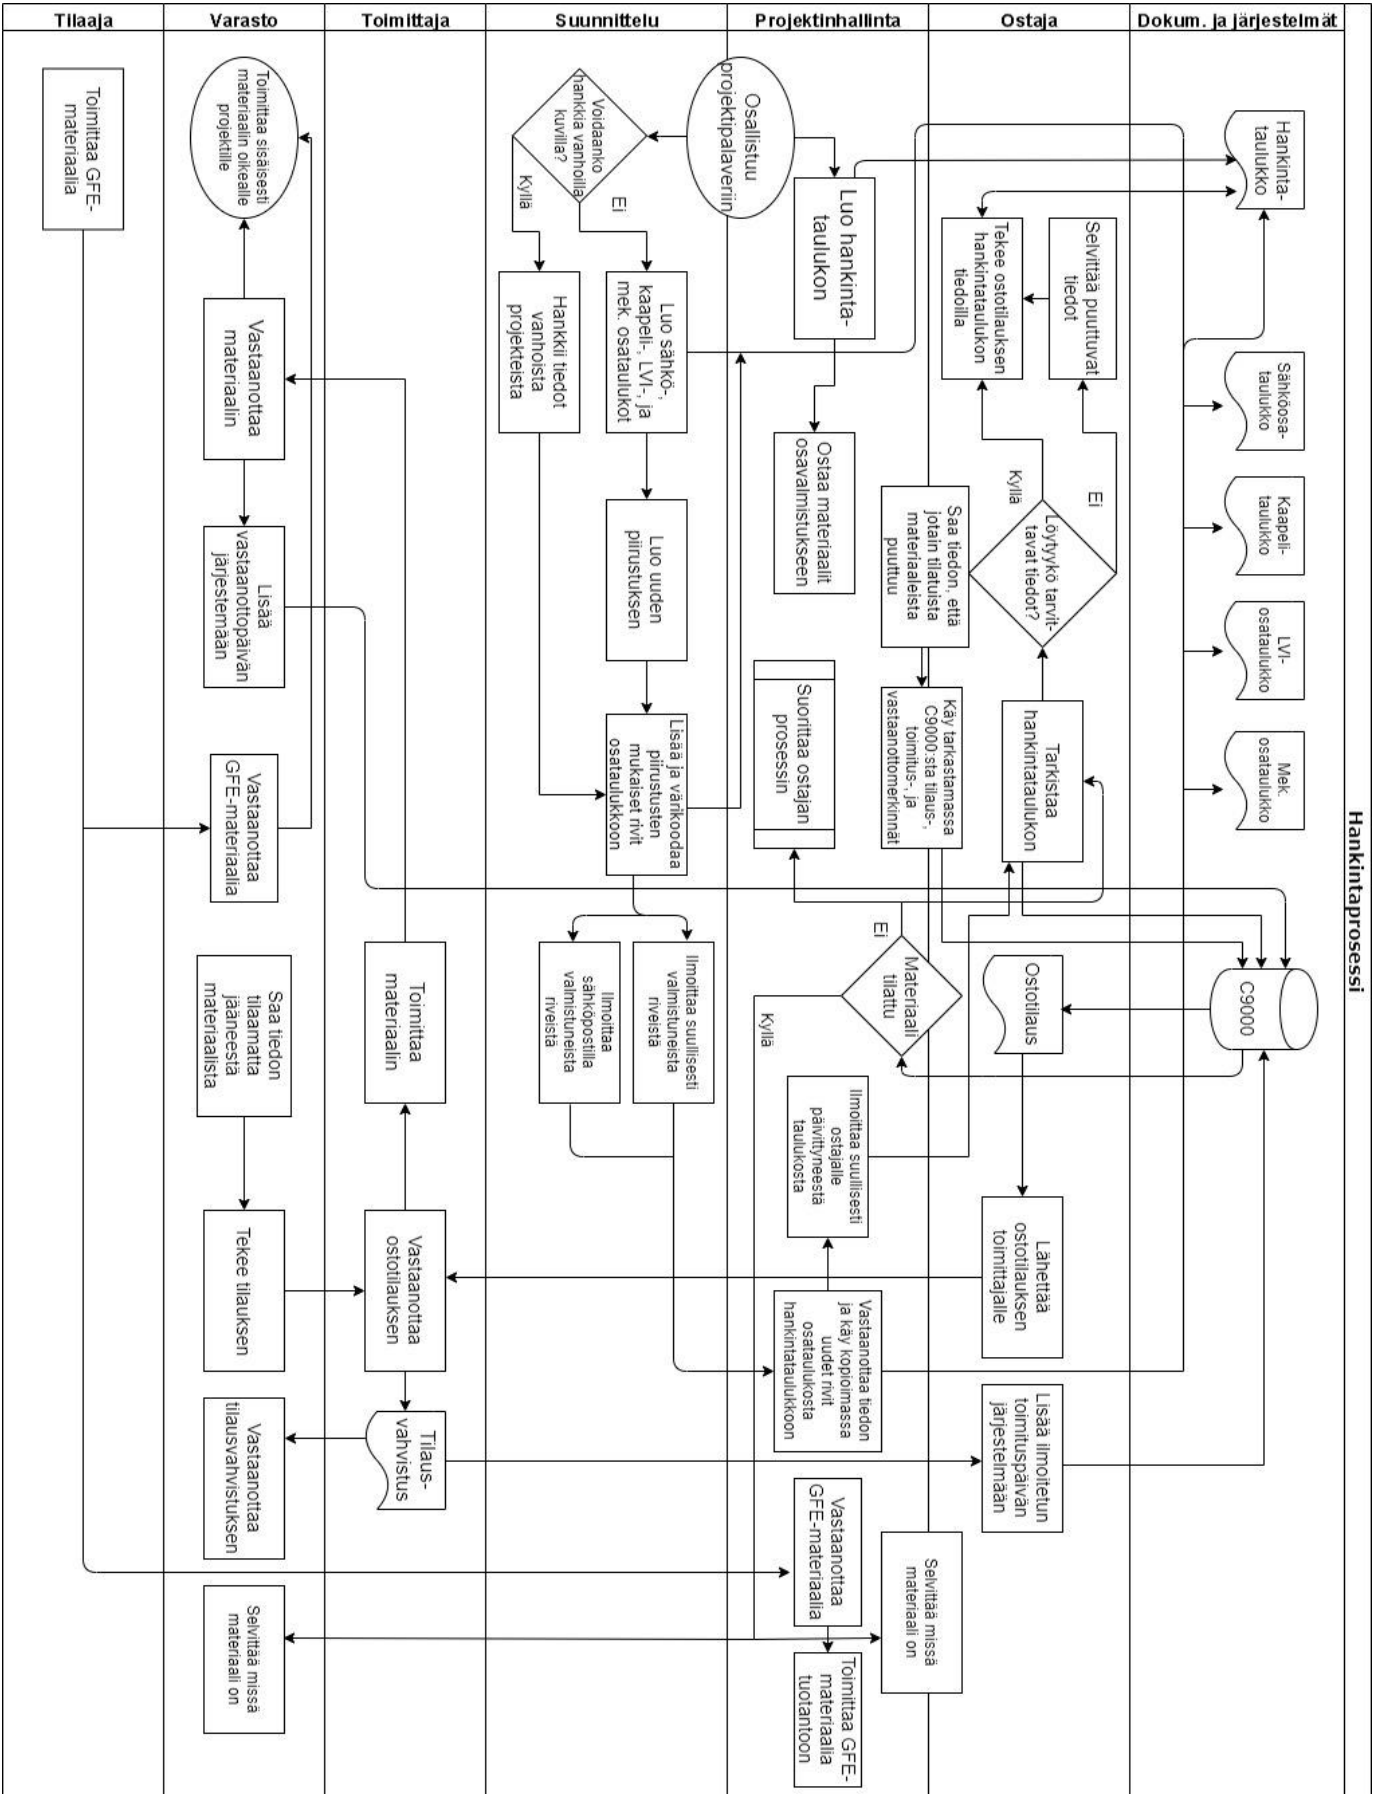 Hankintaprosessi
Tilaaja
Varasto
Toimittaja
Suunnittelu
Projektinhallinta
Ostaja
Dokum. ja järjestelmät
Hankinta-
taulukko
Sähköosa-
taulukko
Kaapeli-
taulukko
LVI-
osataulukko
Mek.
osataulukko
C9000
Selvittää puuttuvat
tiedot
Tekee ostotilauksen
hankintataulukon
tiedoilla
Ei
Kyllä
Löytyykö tarvit-
tavat tiedot?
Tarkistaa
hankintataulukon
Ostotilaus
Lähettää
ostotilauksen
toimittajalle
Lisää ilmoitetun
toimituspäivän
järjestelmään
Saa tiedon, että
jotain tilatuista
materiaaleista
puuttuu
Käy tarkastamassa
C9000:sta tilaus-,
toimitus-, ja
vastaanottomerkinnät
Materiaali
tilattu
Ei
Kyllä
Selvittää missä
materiaali on
Osallistuu
projektipalaveriin
Luo hankinta-
taulukon
Ostaa materiaalit
osavalmistukseen
Suorittaa ostajan
prosessin
Ilmoittaa suullisesti
ostajalle
päivittyneestä
taulukosta
Vastaanottaa tiedon
ja käy kopioimassa
uudet rivit
osataulukosta
hankintataulukkoon
Vastaanottaa
GFE-materiaalia
Toimittaa GFE-
materiaalia
tuotantoon
Voidaanko
hankkia vanhoilla
kuvilla?
Ei
Kyllä
Luo sähkö-,
kaapeli-, LVI-, ja
mek. osataulukot
Hankkii tiedot
vanhoista
projekteista
Luo uuden
piirustuksen
Lisää ja värikoodaa
piirustusten
mukaiset rivit
osataulukkoon
Ilmoittaa suullisesti
valmistuneista
riveistä
Ilmoittaa
sähköpostilla
valmistuneista
riveistä
Toimittaa
materiaalin
Vastaanottaa
ostotilauksen
Tilaus-
vahvistus
Toimittaa sisäisesti
materiaalin oikealle
projektille
Vastaanottaa
materiaalin
Lisää
vastaanottopäivän
järjestemään
Vastaanottaa
GFE-materiaalia
Saa tiedon
tilaamatta
jääneestä
materiaalista
Tekee tilauksen
Vastaanottaa
tilausvahvistuksen
Selvittää missä
materiaali on
Toimittaa GFE-
materiaalia